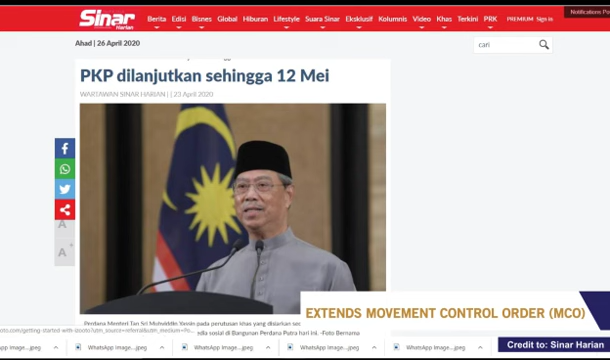 Notifications
Sinar
Harian
Berita Edisi Bisnes Global Hiburan Lifestyle Suara Sinar Eksklusif Kolumnis Video Khas Terkini PRK PREMIUM Sign in
Ahad | 26 April 2020
cari
PKP dilanjutkan sehingga 12 Mei
WARTAWAN SINAR HARIAN | 23 April 2020
A
A
Perdana Menteri Tan Sri Muhyiddin Yassin pada perutusan khas yang disiarkan
EXTENDS MOVEMENT CONTROL ORDER (MCO)
sosial di Bangunan Perdana Putra hari ini. -Foto Bernama
WhatsApp Image....jpeg WhatsApp Image....jpeg WhatsApp Image....jpeg WhatsApp Image....jpeg
Credit to: Sinar Harian